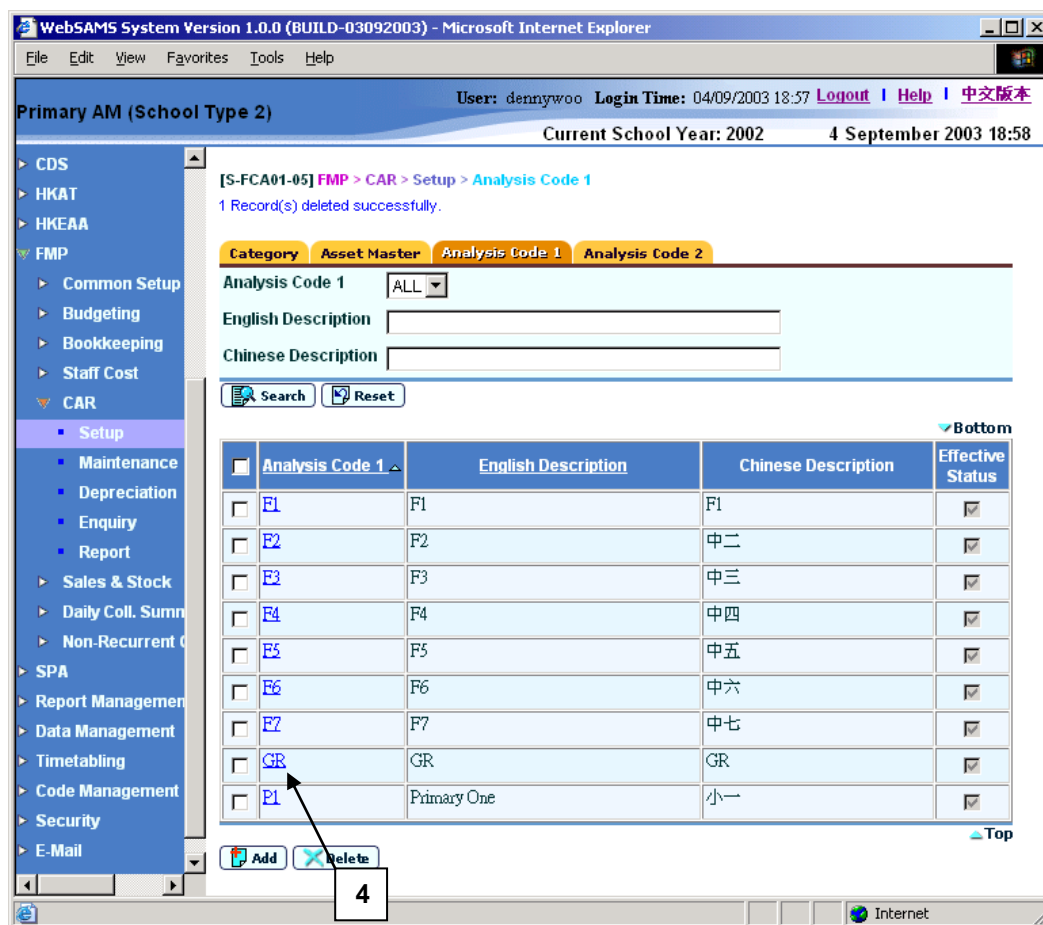 WebSAMS System Version 1.0.0 (BUILD-03092003) - Microsoft Internet Explorer
File Edit View Favorites Tools Help
Primary AM (School Type 2)
User: dennywoo Login Time: 04/09/2003 18:57 Logout | Help | 中文版本
Current School Year: 2002 4 September 2003 18:58
CDS
HKAT
HKEAA
FMP
Common Setup
Budgeting
Bookkeeping
Staff Cost
CAR
Setup
Maintenance
Depreciation
Enquiry
Report
Sales & Stock
Daily Coll. Summ
Non-Recurrent
SPA
Report Managemen
Data Management
Timetabling
Code Management
Security
E-Mail
[S-FCA01-05] FMP > CAR > Setup > Analysis Code 1
1 Record(s) deleted successfully.
Category Asset Master Analysis Code 1 Analysis Code 2
Analysis Code 1 ALL
English Description
Chinese Description
Search Reset
Bottom
Analysis Code 1 English Description Chinese Description Effective Status
F1 F1 F1
F2 F2 中二
F3 F3 中三
F4 F4 中四
F5 F5 中五
F6 F6 中六
F7 F7 中七
GR GR GR
P1 Primary One 小一
Top
Add Delete
4
Internet